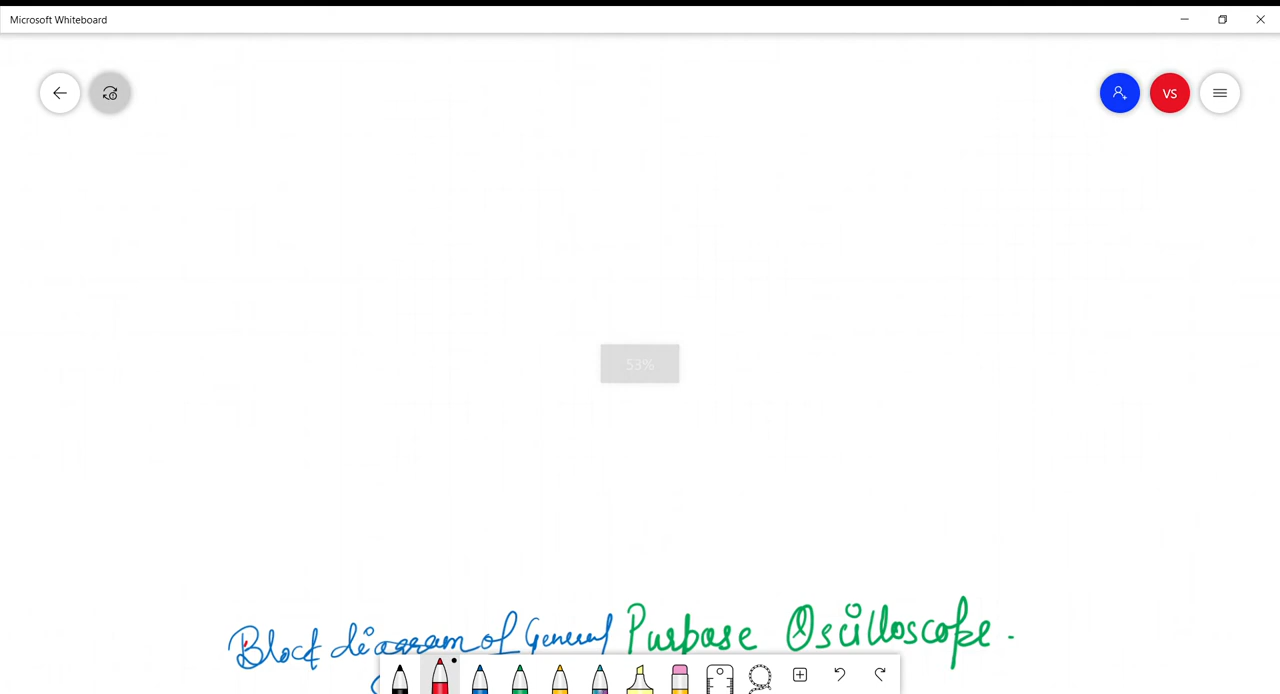 Microsoft Whiteboard
VS
53%
Block diagram of General Purpose Oscilloscope.